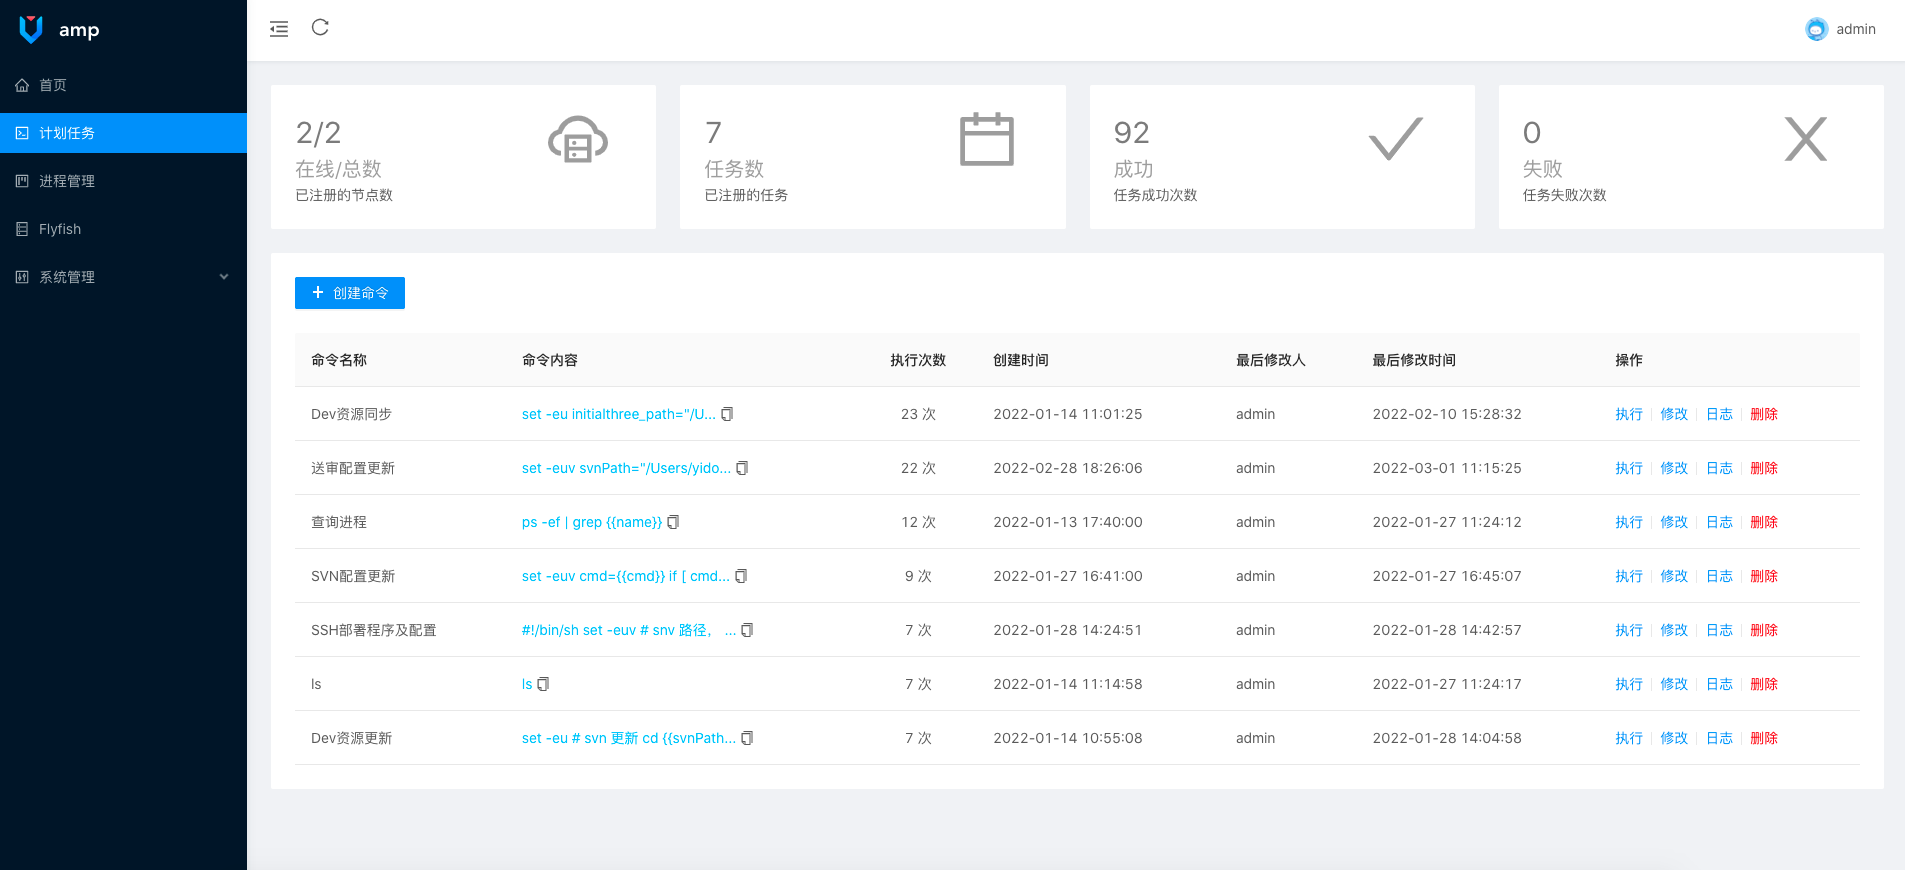 amp
admin
首页
计划任务
进程管理
Flyfish
系统管理
2/2
在线/总数
已注册的节点数
7
任务数
已注册的任务
92
成功
任务成功次数
0
失败
任务失败次数
创建命令
命令名称 命令内容 执行次数 创建时间 最后修改人 最后修改时间 操作
Dev资源同步 set -eu initialthree_path="/U... 23 次 2022-01-14 11:01:25 admin 2022-02-10 15:28:32 执行 修改 日志 删除
送审配置更新 set -euv svnPath="/Users/yido... 22 次 2022-02-28 18:26:06 admin 2022-03-01 11:15:25 执行 修改 日志 删除
查询进程 ps -ef | grep {{name}} 12 次 2022-01-13 17:40:00 admin 2022-01-27 11:24:12 执行 修改 日志 删除
SVN配置更新 set -euv cmd={{cmd}} if [ cmd... 9 次 2022-01-27 16:41:00 admin 2022-01-27 16:45:07 执行 修改 日志 删除
SSH部署程序及配置 #!/bin/sh set -euv # snv 路径， ... 7 次 2022-01-28 14:24:51 admin 2022-01-28 14:42:57 执行 修改 日志 删除
ls ls 7 次 2022-01-14 11:14:58 admin 2022-01-27 11:24:17 执行 修改 日志 删除
Dev资源更新 set -eu # svn 更新 cd {{svnPath... 7 次 2022-01-14 10:55:08 admin 2022-01-28 14:04:58 执行 修改 日志 删除